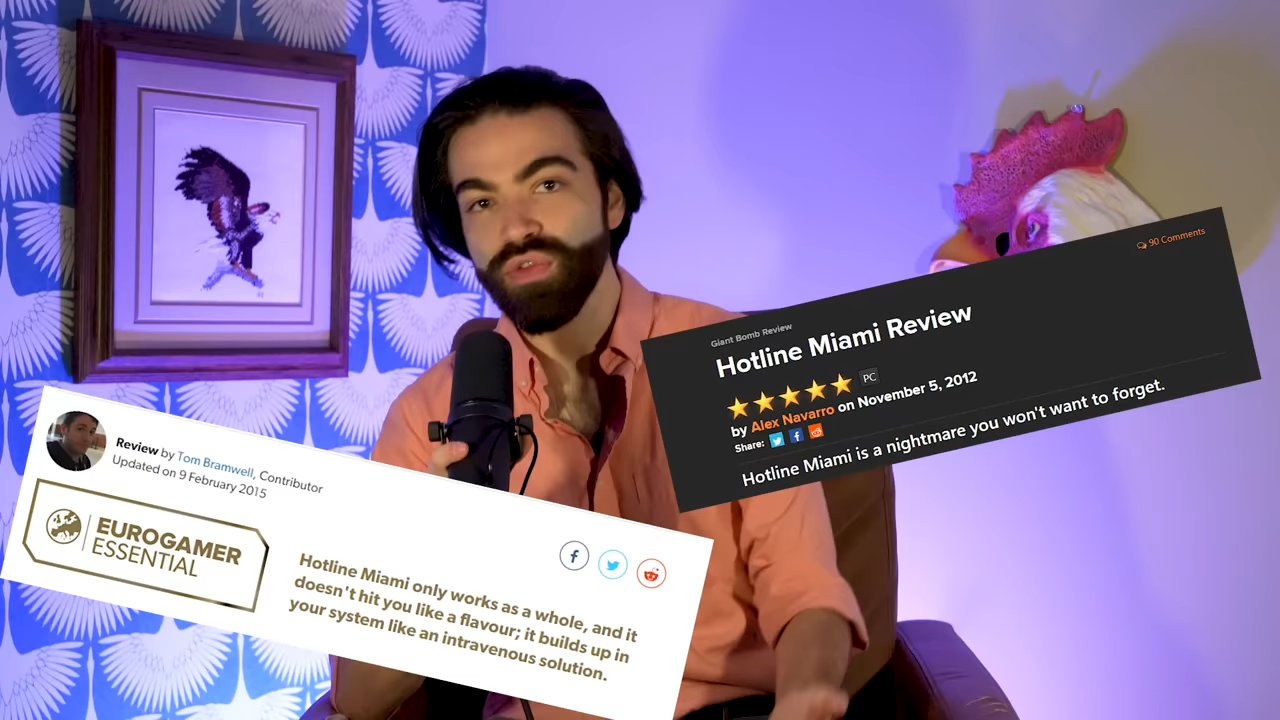 Giant Bomb Review
90 Comments
Hotline Miami Review
PC
by Alex Navarro on November 5, 2012
Share:
Hotline Miami is a nightmare you won't want to forget.
Review by Tom Bramwell, Contributor
Updated on 9 February 2015
EUROGAMER
ESSENTIAL
Hotline Miami only works as a whole, and it
doesn't hit you like a flavour; it builds up in
your system like an intravenous solution.